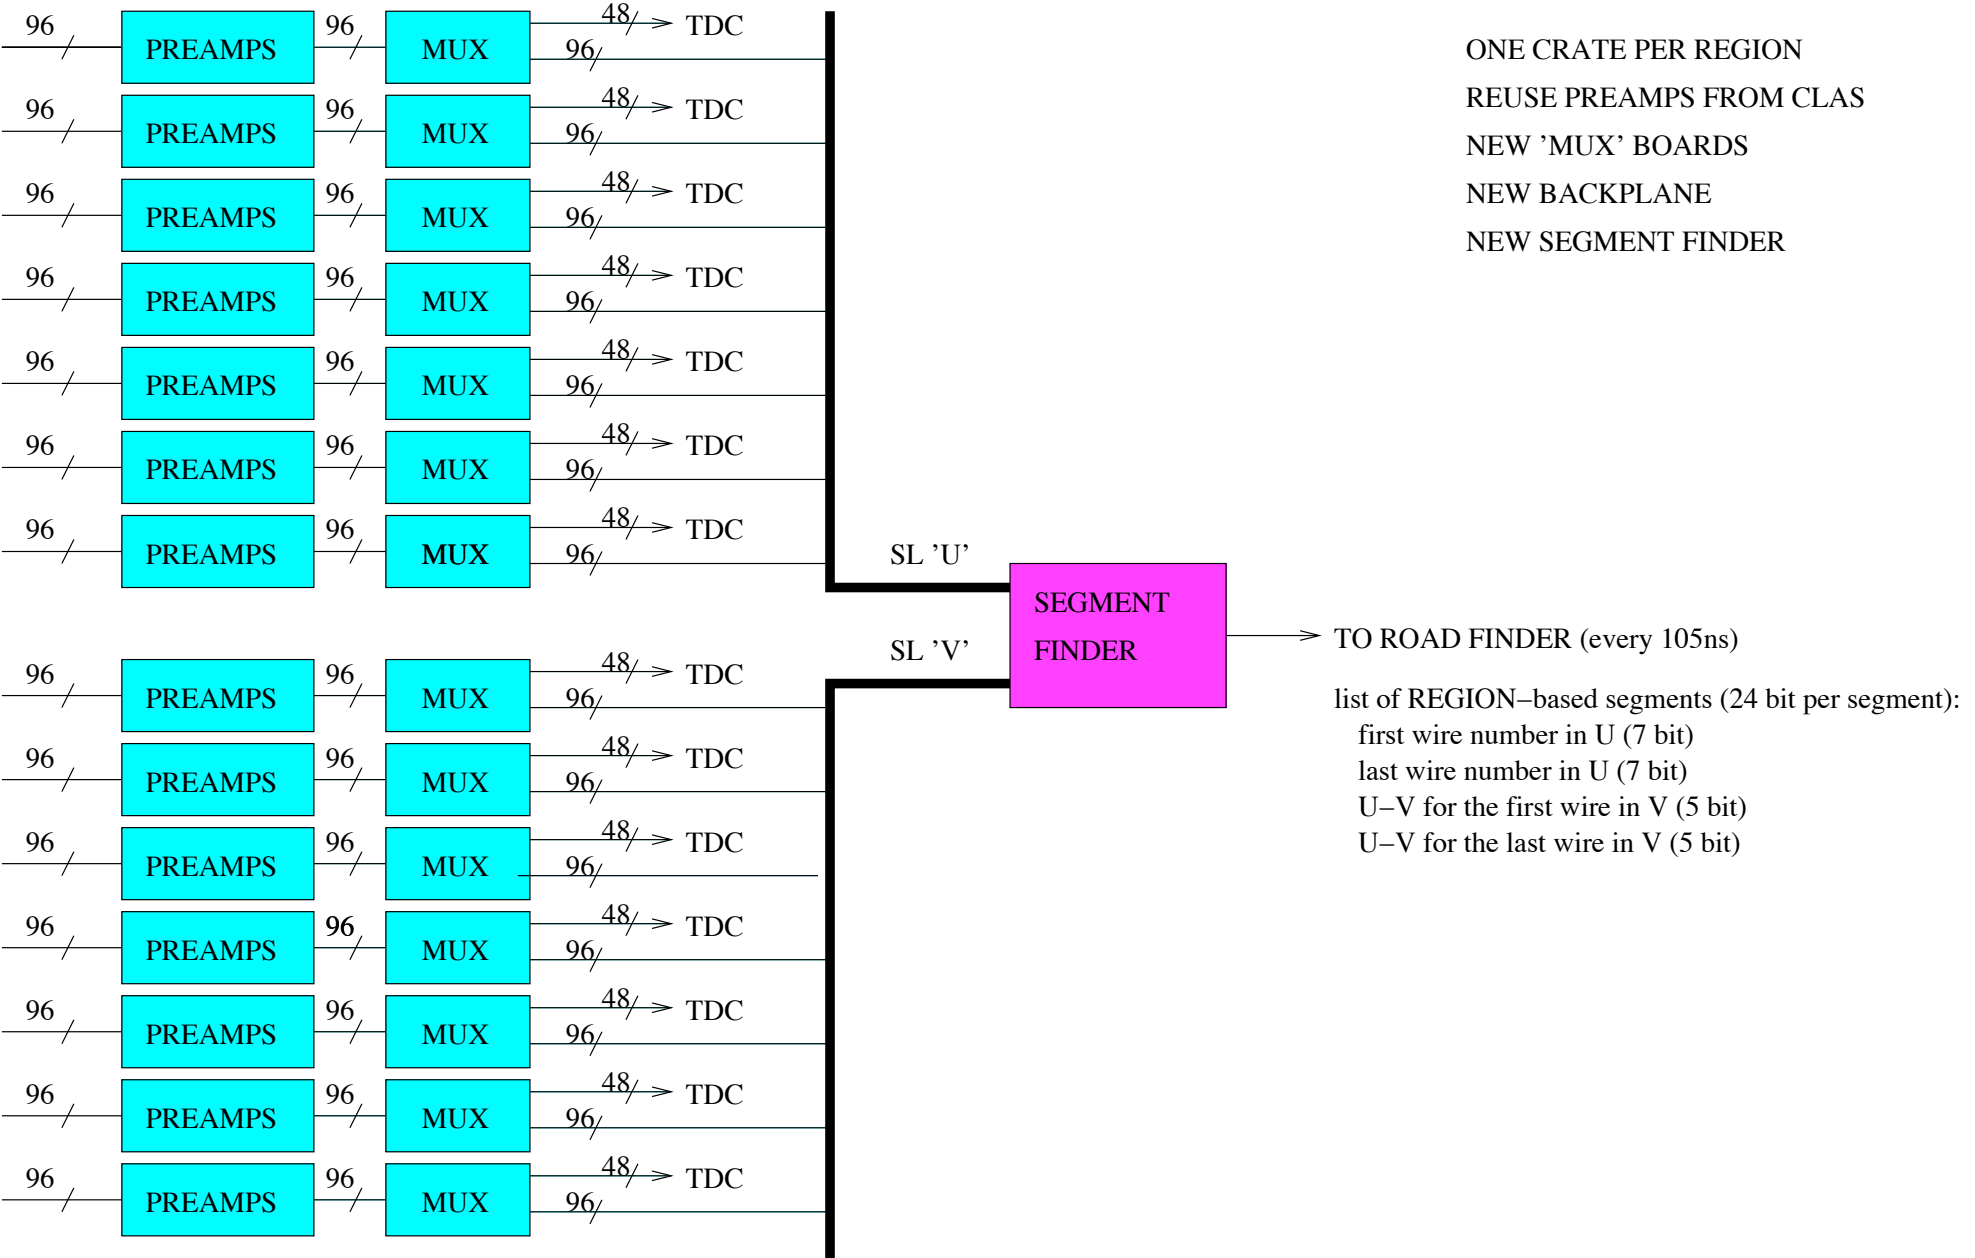 96 PREAMPS 96 MUX 48 TDC
96
96 PREAMPS 96 MUX 48 TDC
96
96 PREAMPS 96 MUX 48 TDC
96
96 PREAMPS 96 MUX 48 TDC
96
96 PREAMPS 96 MUX 48 TDC
96
96 PREAMPS 96 MUX 48 TDC
96
96 PREAMPS 96 MUX 48 TDC
96
SL ’U’
SL ’V’
96 PREAMPS 96 MUX 48 TDC
96
96 PREAMPS 96 MUX 48 TDC
96
96 PREAMPS 96 MUX 48 TDC
96
96 PREAMPS 96 MUX 48 TDC
96
96 PREAMPS 96 MUX 48 TDC
96
96 PREAMPS 96 MUX 48 TDC
96
96 PREAMPS 96 MUX 48 TDC
96
SEGMENT
FINDER
ONE CRATE PER REGION
REUSE PREAMPS FROM CLAS
NEW ’MUX’ BOARDS
NEW BACKPLANE
NEW SEGMENT FINDER
TO ROAD FINDER (every 105ns)
list of REGION−based segments (24 bit per segment):
first wire number in U (7 bit)
last wire number in U (7 bit)
U−V for the first wire in V (5 bit)
U−V for the last wire in V (5 bit)